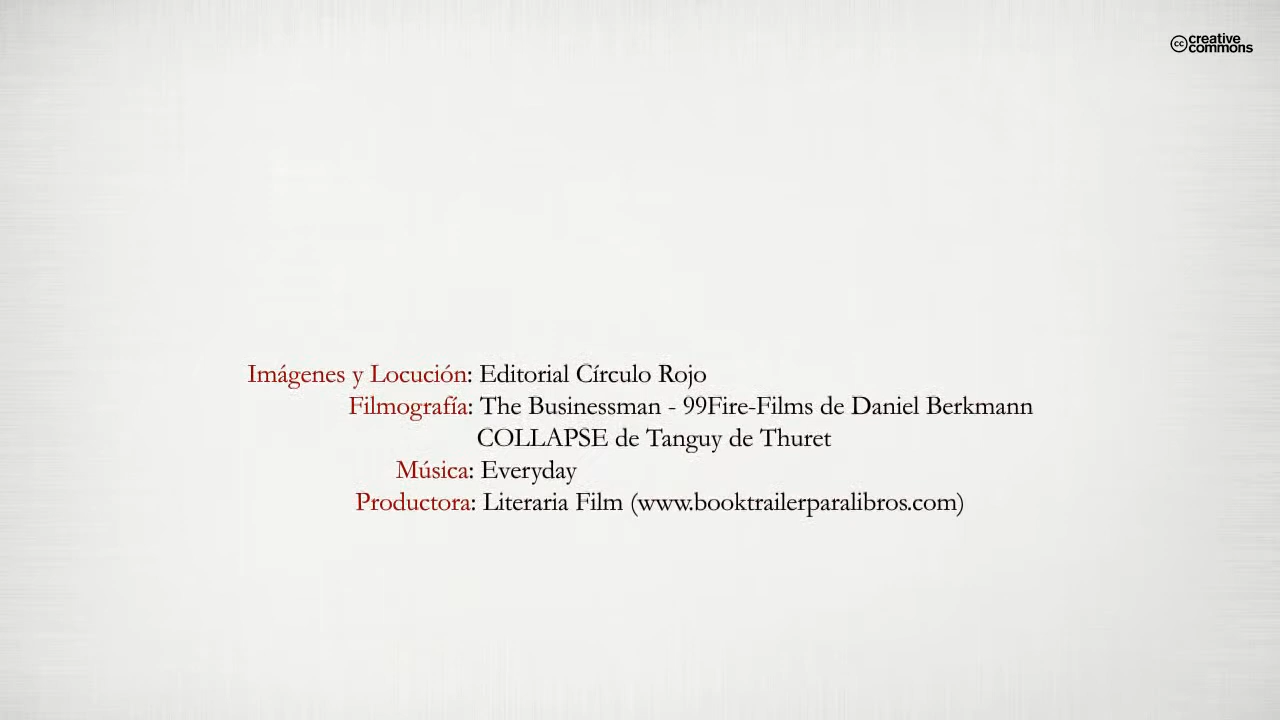 cc creative
commons
Imágenes y Locución: Editorial Círculo Rojo
Filmografía: The Businessman - 99Fire-Films de Daniel Berkmann
COLLAPSE de Tanguy de Thuret
Música: Everyday
Productora: Literaria Film (www.booktrailerparalibros.com)